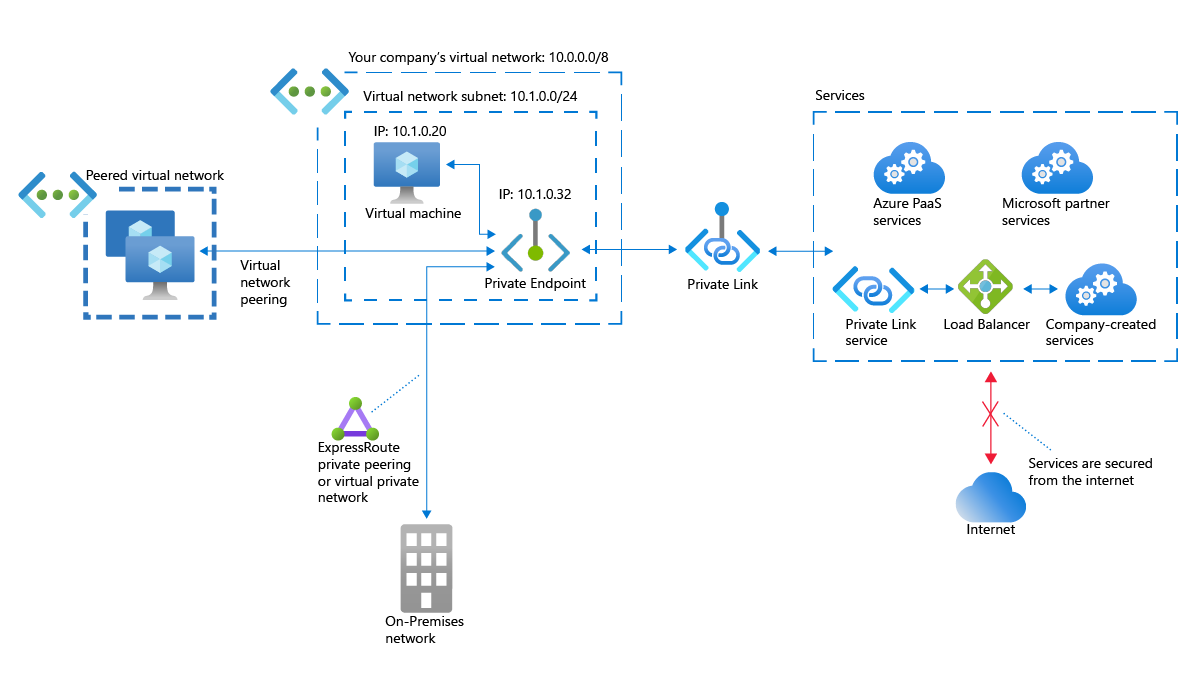 Your company’s virtual network: 10.0.0.0/8
Virtual network subnet: 10.1.0.0/24
Services
IP: 10.1.0.20
Peered virtual network
IP: 10.1.0.32
Virtual machine
Azure PaaS
services
Microsoft partner
services
Virtual
network
peering
Private Endpoint
Private Link
Private Link
service
Load Balancer
Company-created
services
ExpressRoute
private peering
or virtual private
network
Services are secured
from the internet
Internet
On-Premises
network